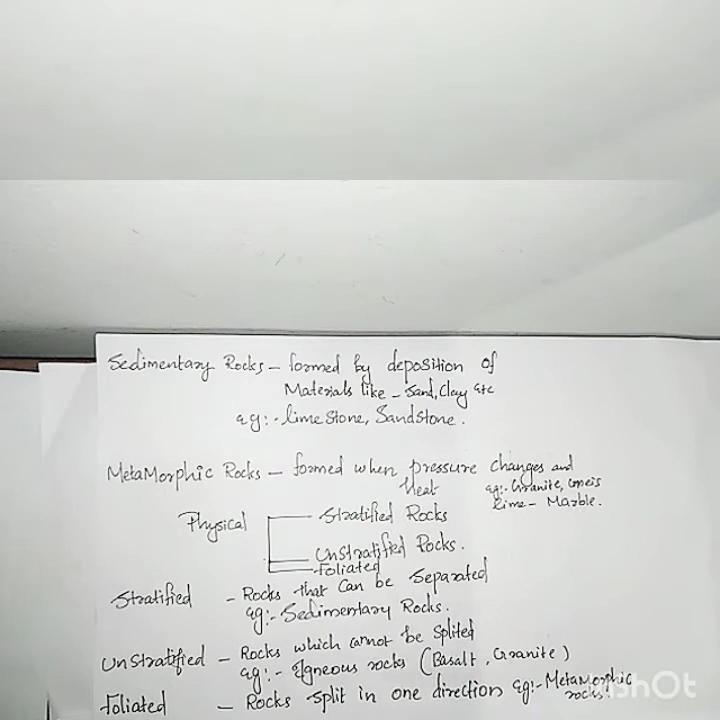 Sedimentary Rocks - formed by deposition of
Materials like - Sand, Clay etc
eg:- lime stone, Sandstone.
MetaMorphic Rocks - formed when pressure changes and
Heat eg:- Granite, Gneis
lime - Marble.
Physical
Stratified Rocks
Unstratified Rocks.
Foliated
Stratified - Rocks that Can be Separated
eg:- Sedimentary Rocks.
Unstratified - Rocks which cannot be Splited
eg:- Igneous rocks (Basalt, Granite)
Foliated - Rocks Split in one direction eg:- MetaMorphic
rocks.